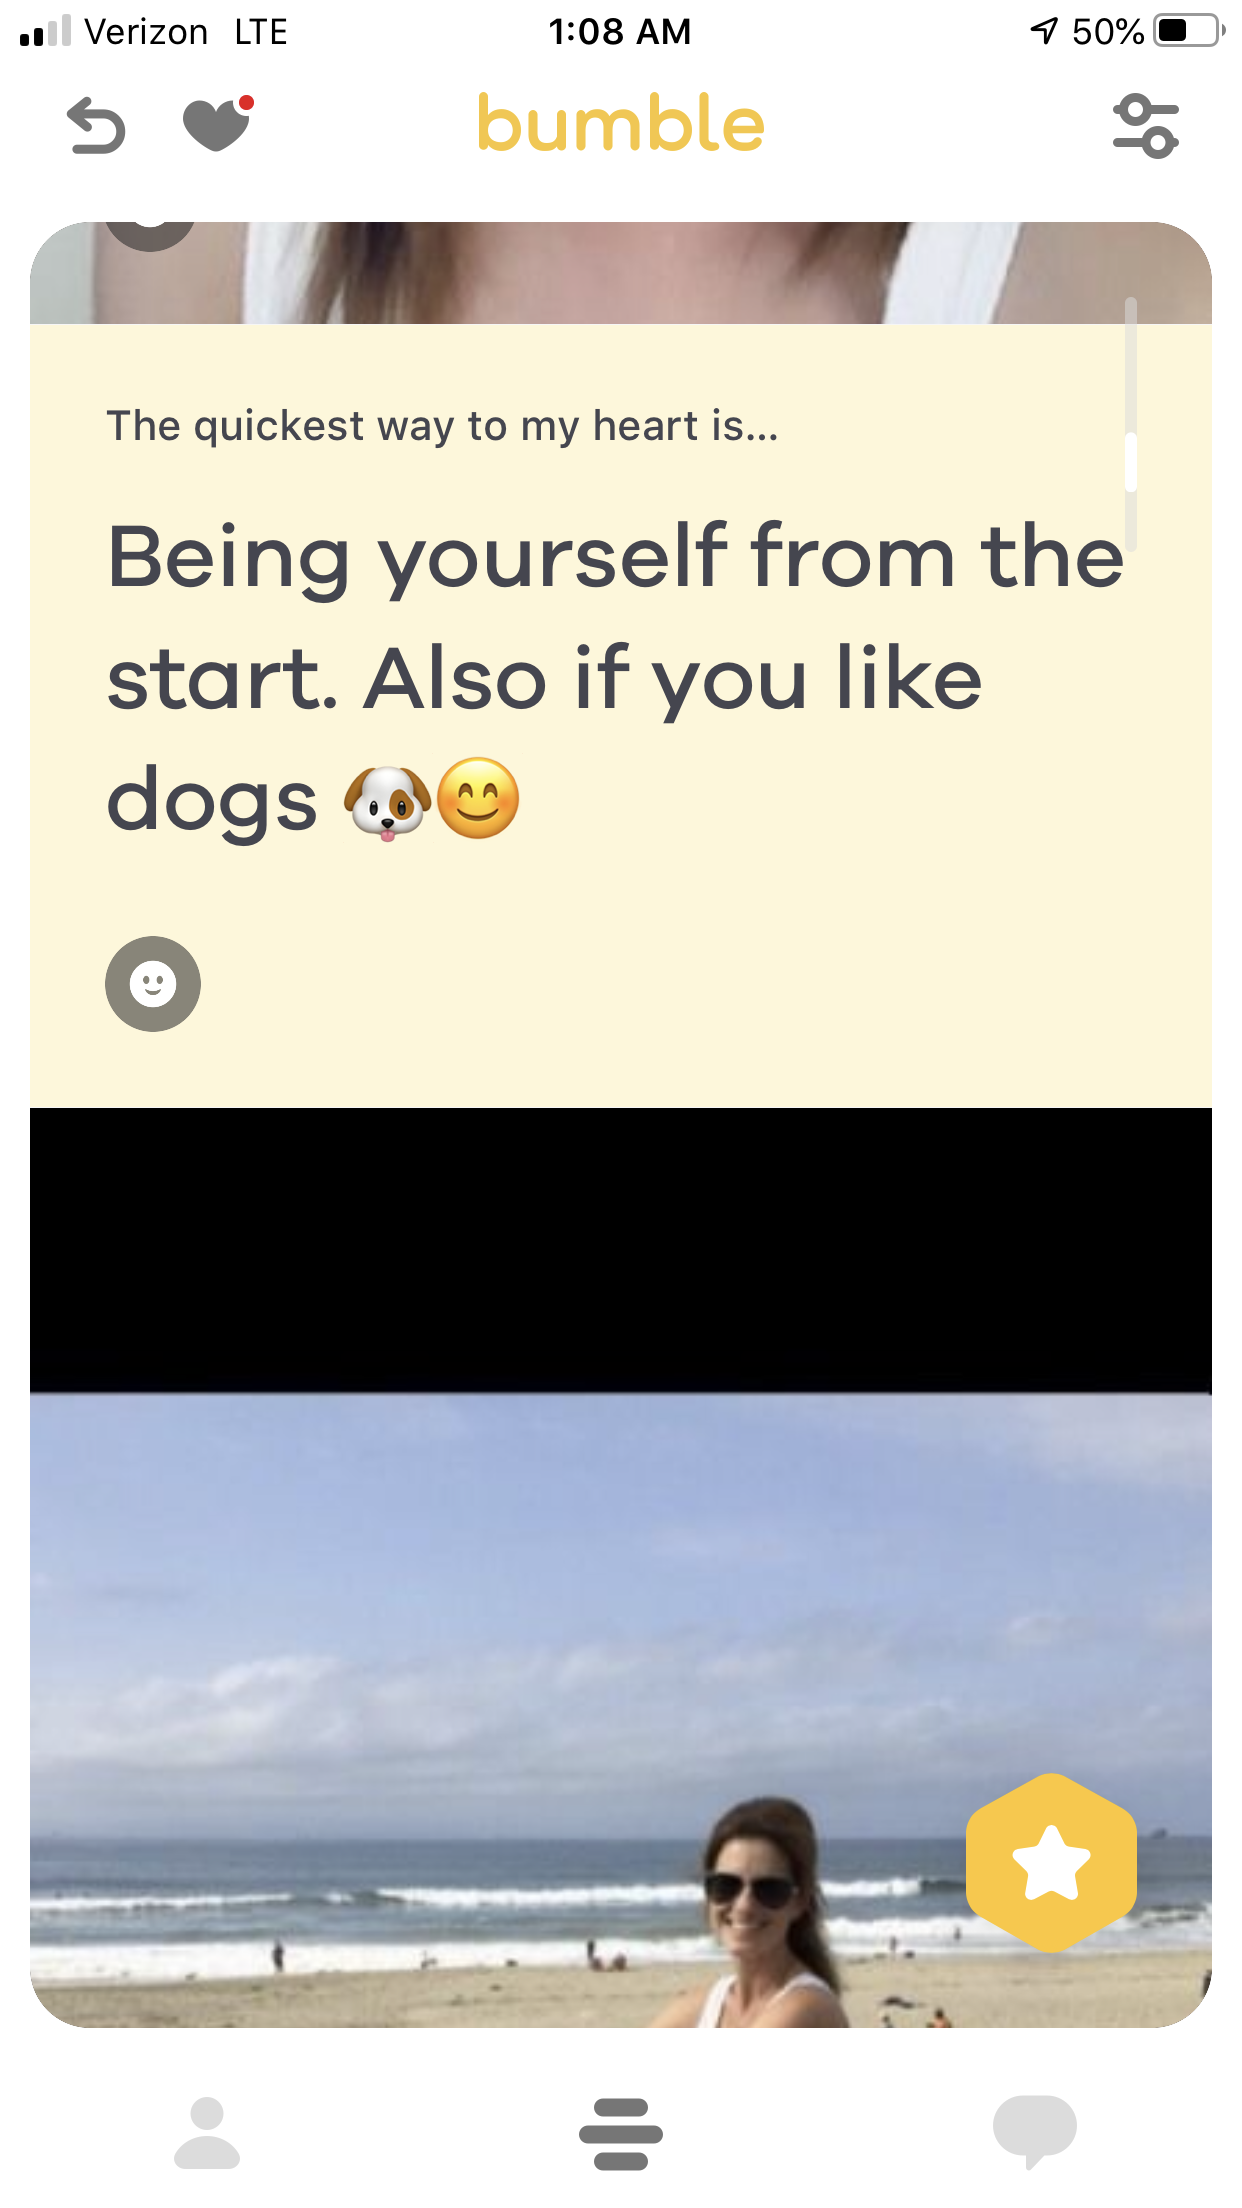 Verizon LTE 1:08 AM 50%
bumble
The quickest way to my heart is...
Being yourself from the
start. Also if you like
dogs 🐶😊